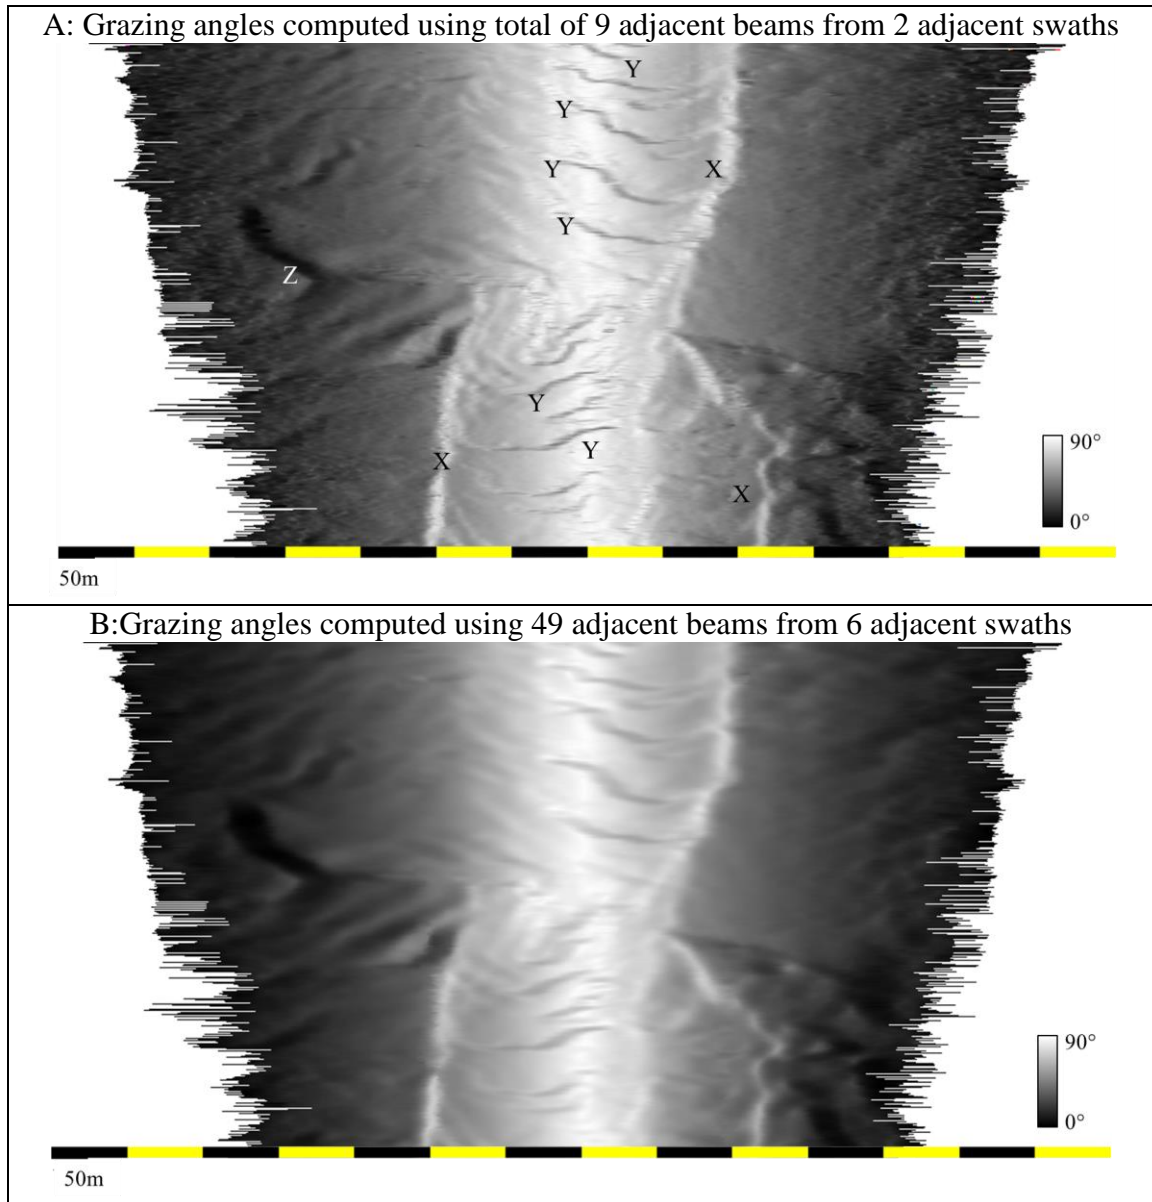 A: Grazing angles computed using total of 9 adjacent beams from 2 adjacent swaths
Y
Y
Y
X
Y
Z
Y
Y
X
X
90°
0°
50m
B:Grazing angles computed using 49 adjacent beams from 6 adjacent swaths
90°
0°
50m